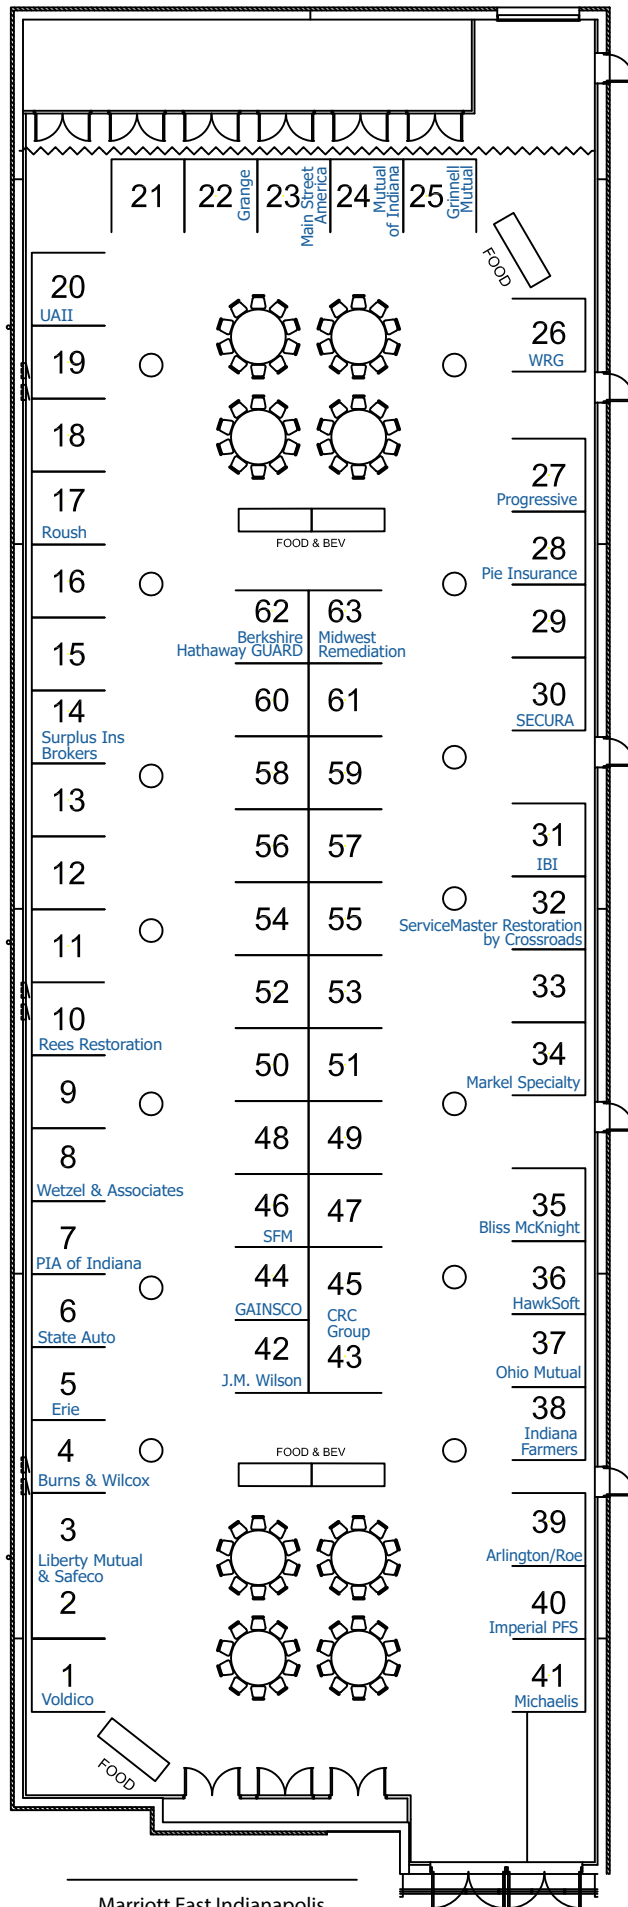 21
22
Grange
23
Main Street
America
24
Mutual
of Indiana
25
Grinnell
Mutual
FOOD
20
UAII
19
18
17
Roush
16
15
14
Surplus Ins
Brokers
13
12
11
10
Rees Restoration
9
8
Wetzel & Associates
7
PIA of Indiana
6
State Auto
5
Erie
4
Burns & Wilcox
3
Liberty Mutual
& Safeco
2
1
Voldico
FOOD
FOOD & BEV
62
Berkshire
Hathaway GUARD
63
Midwest
Remediation
60
61
58
59
56
57
54
55
52
53
50
51
48
49
46
SFM
47
44
GAINSCO
45
CRC
Group
43
42
J.M. Wilson
FOOD & BEV
26
WRG
27
Progressive
28
Pie Insurance
29
30
SECURA
31
IBI
32
ServiceMaster Restoration
by Crossroads
33
34
Markel Specialty
35
Bliss McKnight
36
HawkSoft
37
Ohio Mutual
38
Indiana
Farmers
39
Arlington/Roe
40
Imperial PFS
41
Michaelis
Marriott East Indianapolis